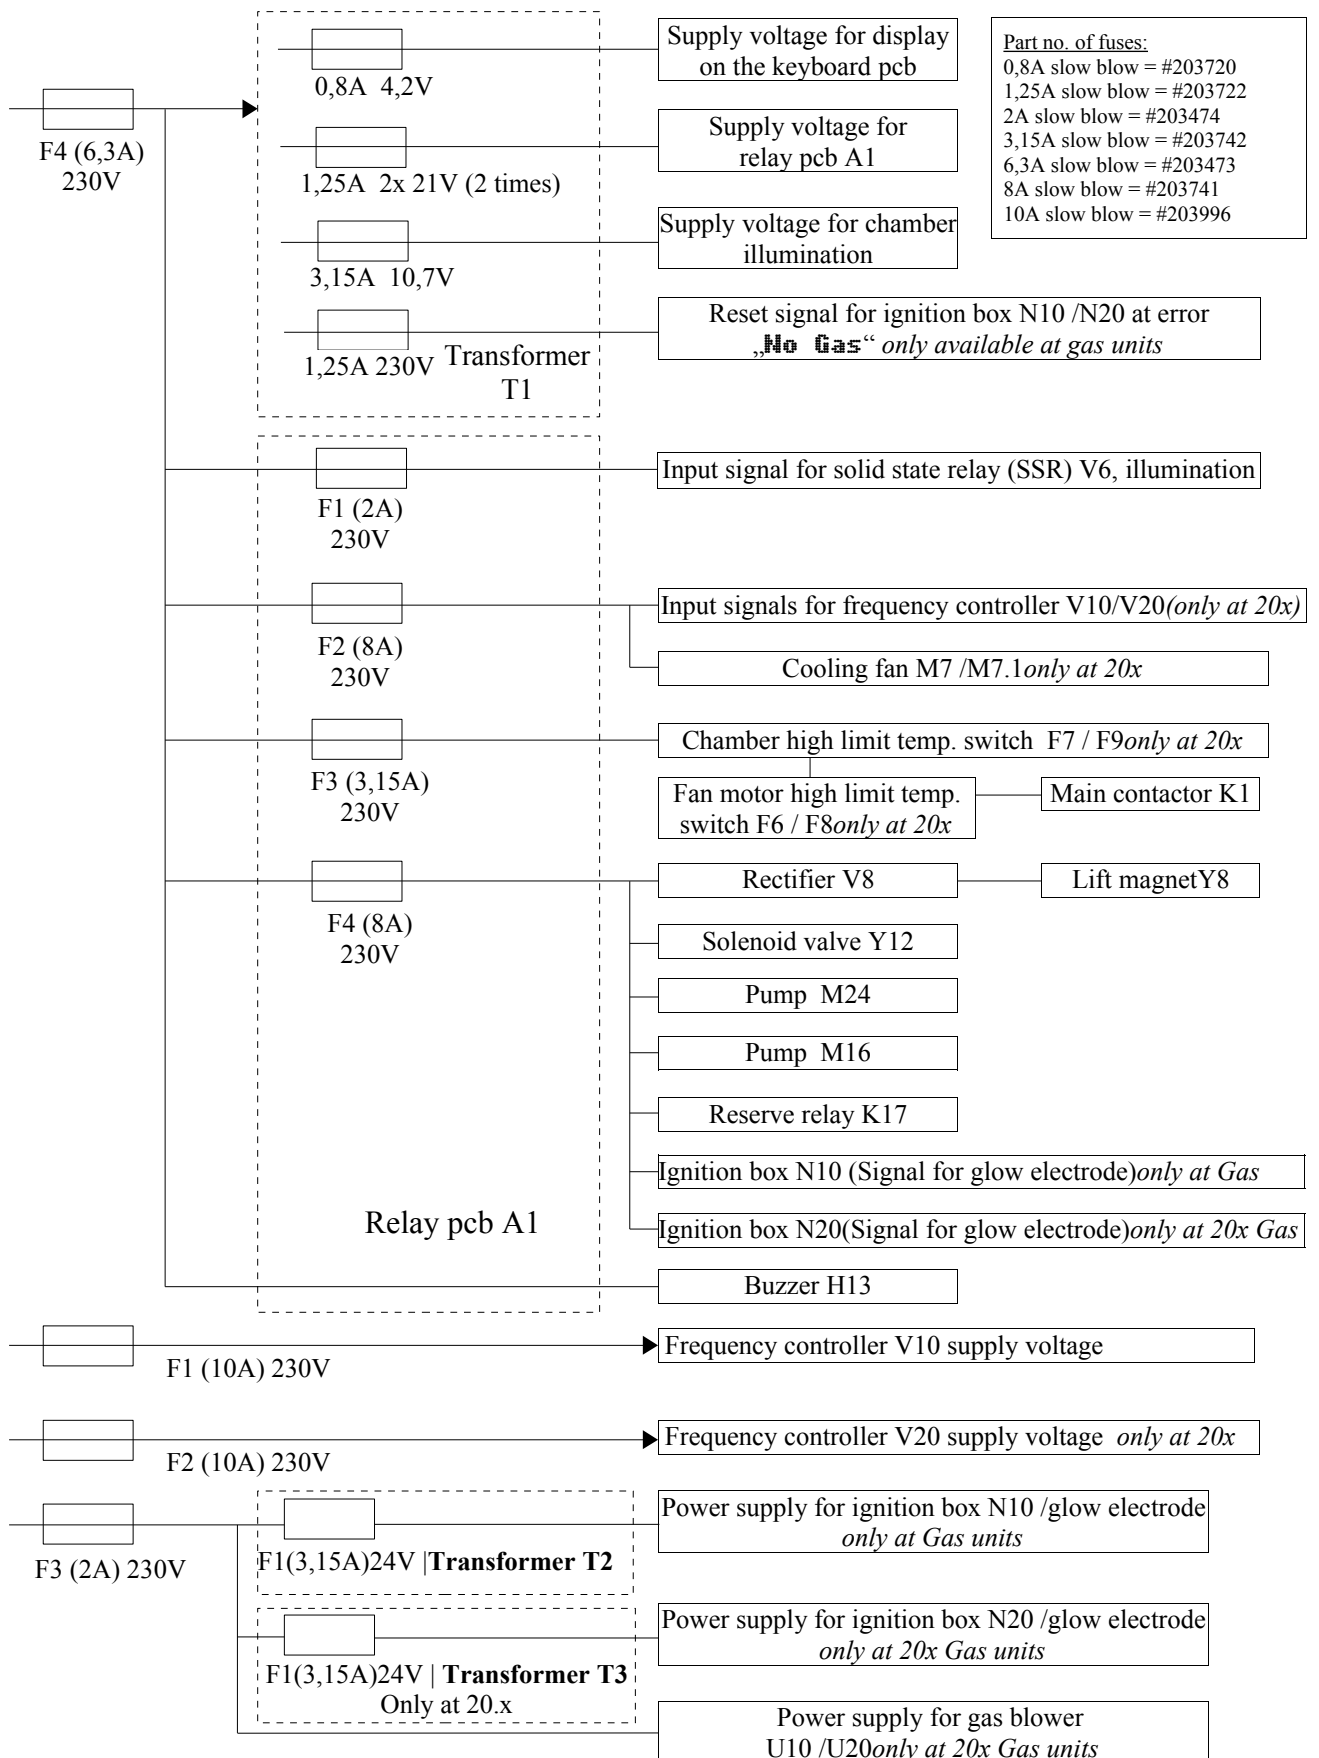 Supply voltage for display
on the keyboard pcb
0,8A 4,2V
F4 (6,3A)
230V
Part no. of fuses:
0,8A slow blow = #203720
1,25A slow blow = #203722
2A slow blow = #203474
3,15A slow blow = #203742
6,3A slow blow = #203473
8A slow blow = #203741
10A slow blow = #203996
Supply voltage for
relay pcb A1
1,25A 2x 21V (2 times)
Supply voltage for chamber
illumination
3,15A 10,7V
Reset signal for ignition box N10 /N20 at error
„No Gas“ only available at gas units
1,25A 230V
Transformer
T1
Input signal for solid state relay (SSR) V6, illumination
F1 (2A)
230V
Input signals for frequency controller V10/V20(only at 20x)
F2 (8A)
230V
Cooling fan M7 /M7.1only at 20x
Chamber high limit temp. switch F7 / F9only at 20x
F3 (3,15A)
230V
Fan motor high limit temp.
switch F6 / F8only at 20x
Main contactor K1
Rectifier V8
Lift magnetY8
F4 (8A)
230V
Solenoid valve Y12
Pump M24
Pump M16
Reserve relay K17
Ignition box N10 (Signal for glow electrode)only at Gas
Relay pcb A1
Ignition box N20(Signal for glow electrode)only at 20x Gas
Buzzer H13
Frequency controller V10 supply voltage
F1 (10A) 230V
Frequency controller V20 supply voltage only at 20x
F2 (10A) 230V
Power supply for ignition box N10 /glow electrode
only at Gas units
F3 (2A) 230V
F1(3,15A)24V |Transformer T2
Power supply for ignition box N20 /glow electrode
only at 20x Gas units
F1(3,15A)24V | Transformer T3
Only at 20.x
Power supply for gas blower
U10 /U20only at 20x Gas units